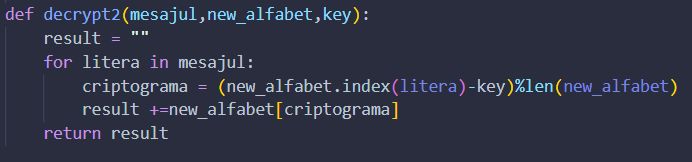 def decrypt2(mesajul,new_alfabet,key):
    result = ""
    for litera in mesajul:
        criptograma = (new_alfabet.index(litera)-key)%len(new_alfabet)
        result +=new_alfabet[criptograma]
    return result